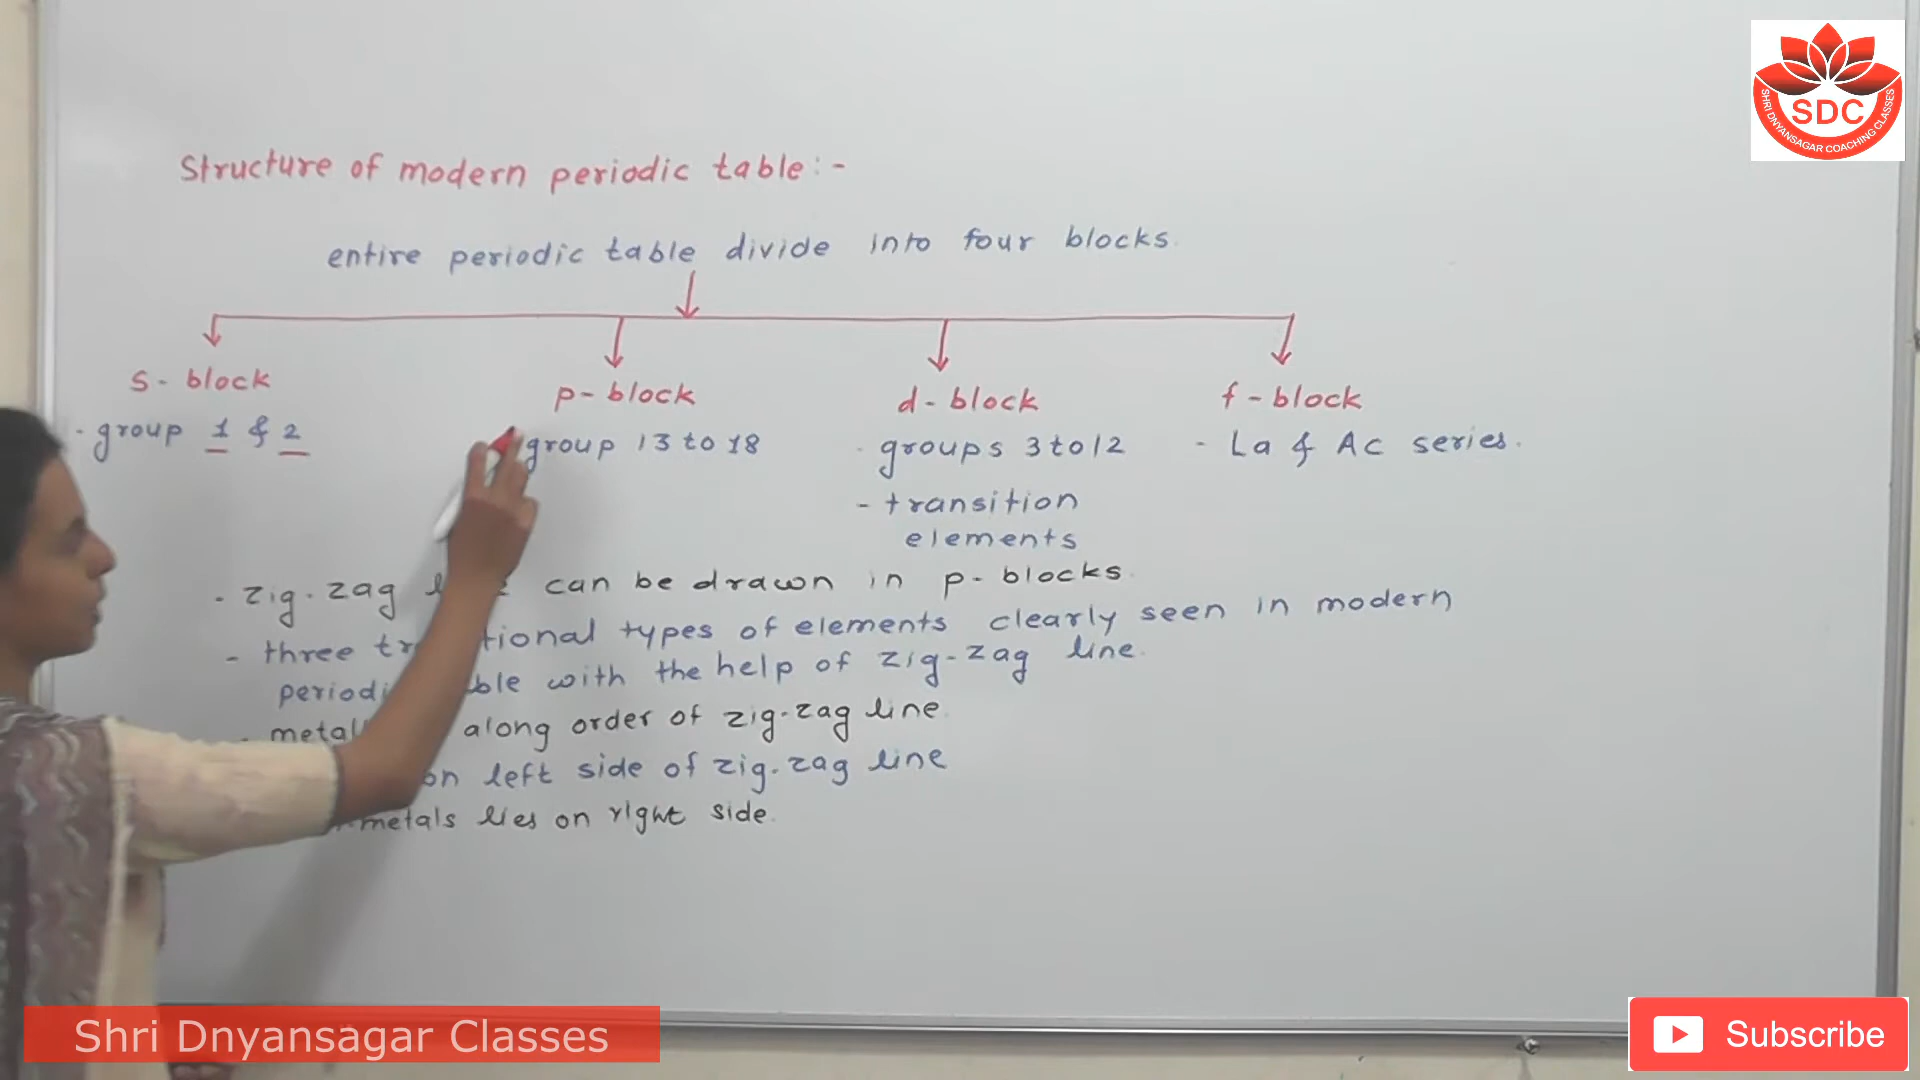 SDC
SHRI DNYANSAGAR COACHING CLASSES
Structure of modern periodic table:-
entire periodic table divide into four blocks.
s- block
p- block
d- block
f - block
- group 1 & 2
group 13 to 18
- groups 3 to 12
- La & Ac series.
- transition
elements
- zig-zag can be drawn in p- blocks.
- three types of elements clearly seen in modern
with the help of zig-zag line.
along order of zig-zag line
on left side of zig-zag line
metals lies on right side.
Shri Dnyansagar Classes
Subscribe